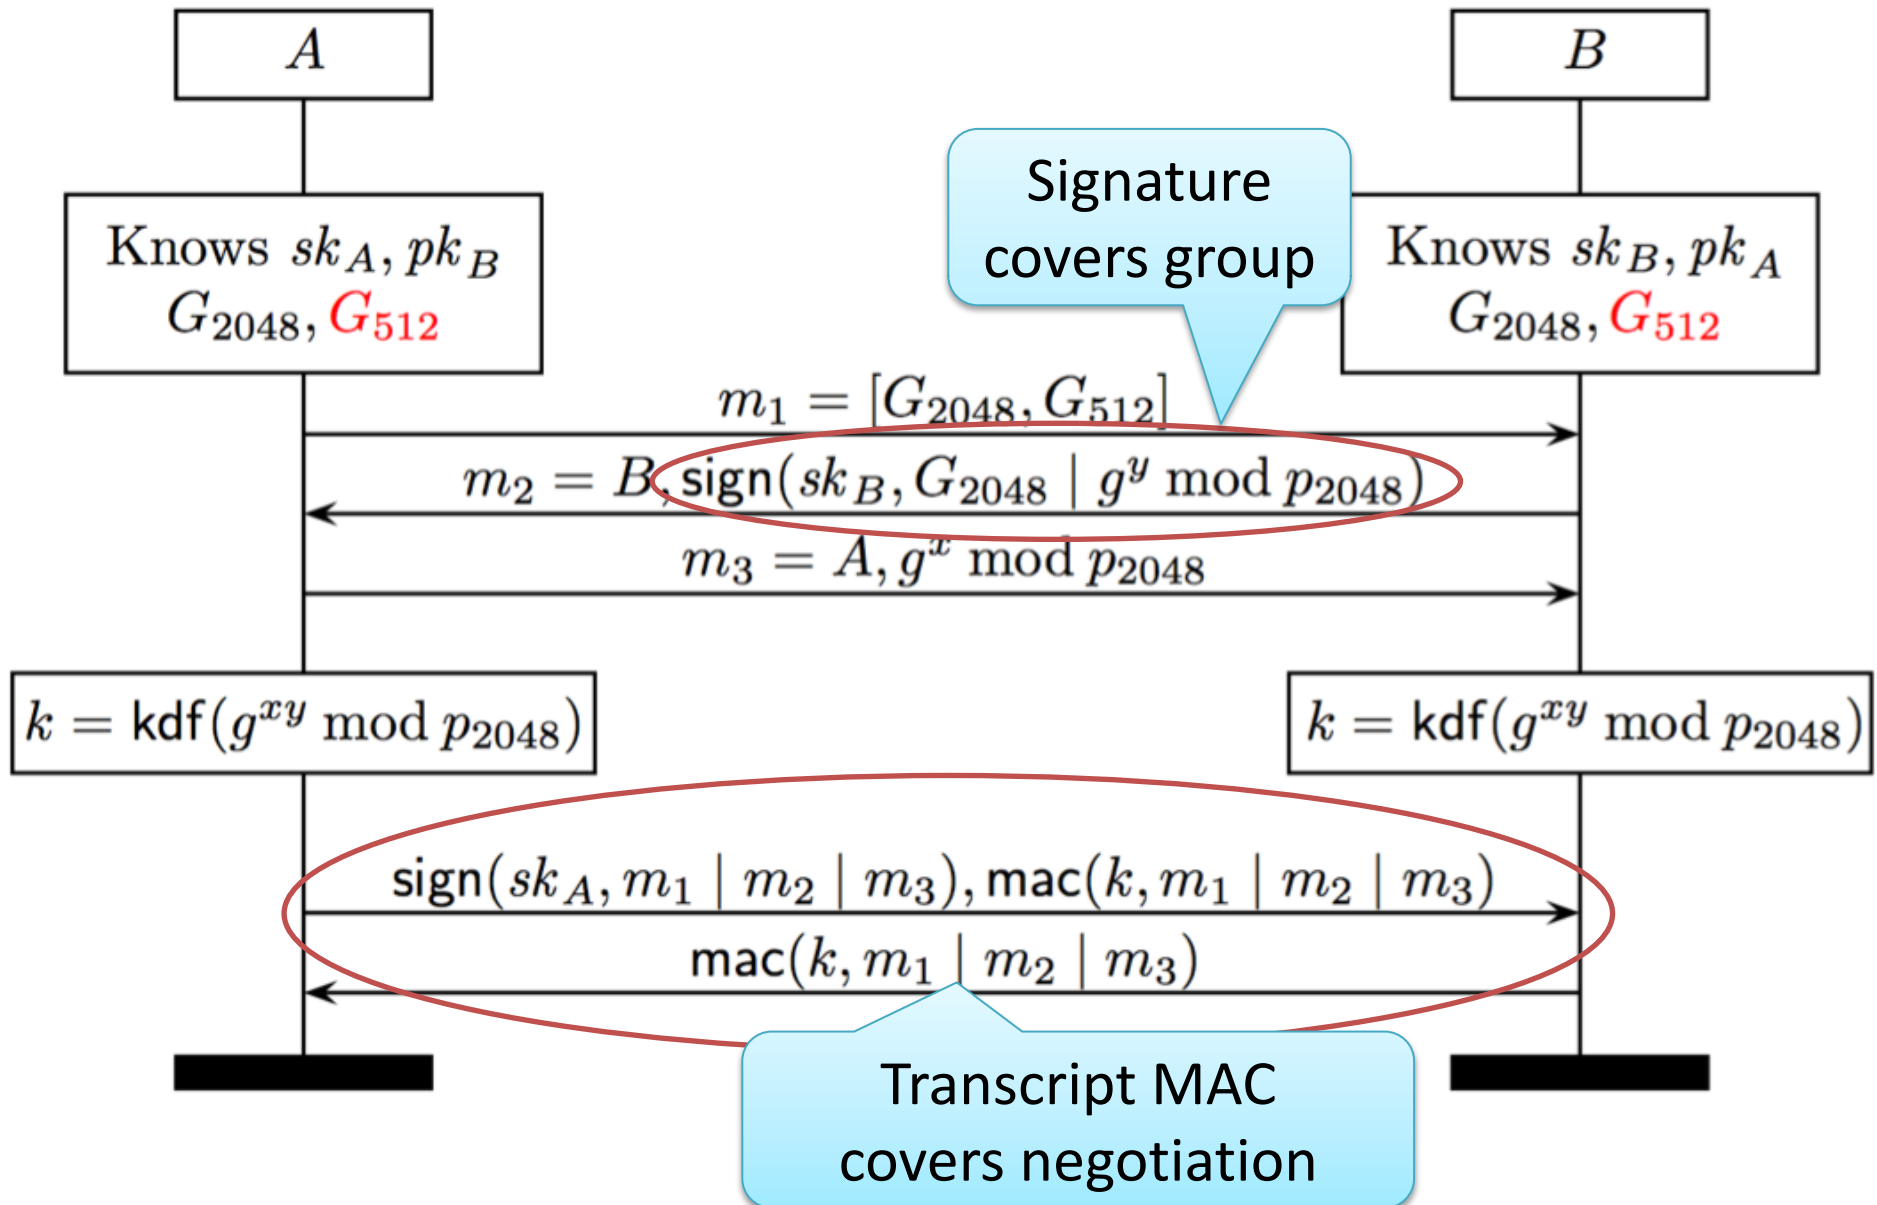 A
B
Signature
covers group
Knows sk_A, pk_B
G_2048, G_512
Knows sk_B, pk_A
G_2048, G_512
m_1 = [G_2048, G_512]
m_2 = B, sign(sk_B, G_2048 | g^y mod p_2048)
m_3 = A, g^x mod p_2048
k = kdf(g^xy mod p_2048)
k = kdf(g^xy mod p_2048)
sign(sk_A, m_1 | m_2 | m_3), mac(k, m_1 | m_2 | m_3)
mac(k, m_1 | m_2 | m_3)
Transcript MAC
covers negotiation